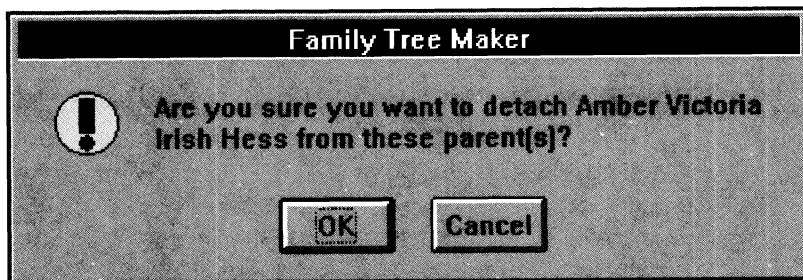 Family Tree Maker
Are you sure you want to detach Amber Victoria
Irish Hess from these parent(s)?
OK
Cancel